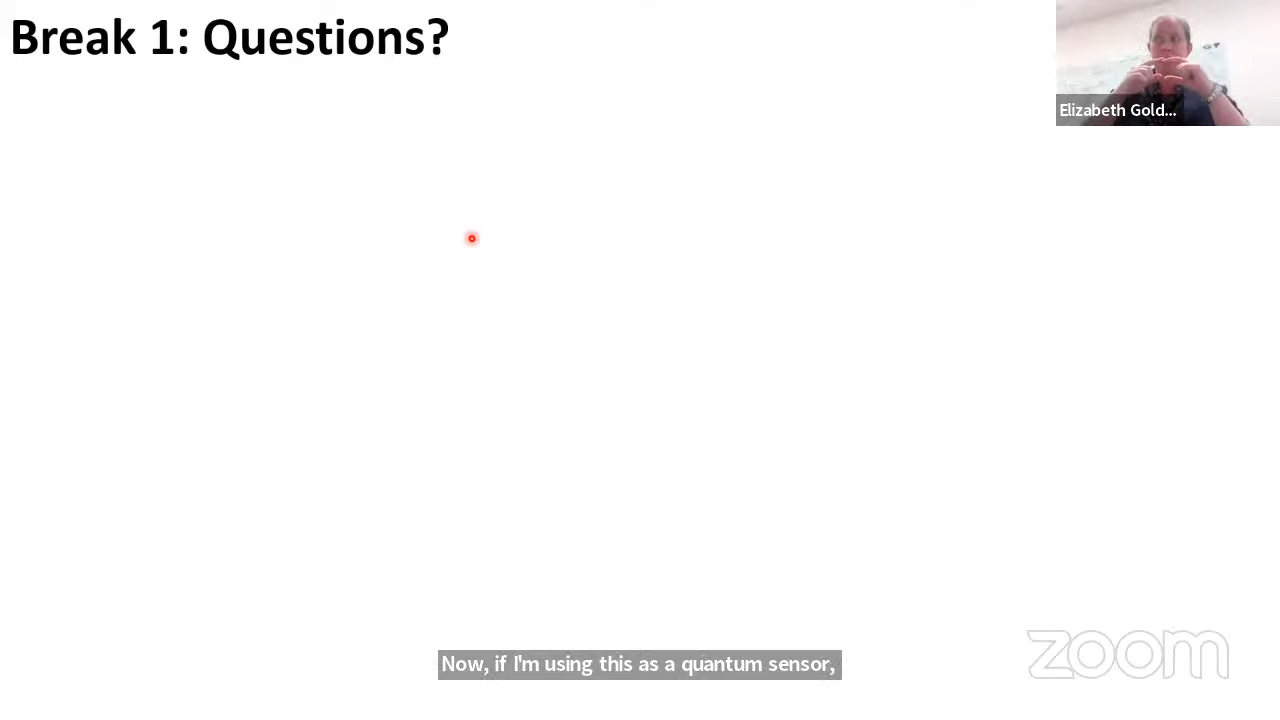 Break 1: Questions?
Elizabeth Gold...
Now, if I'm using this as a quantum sensor,
zoom